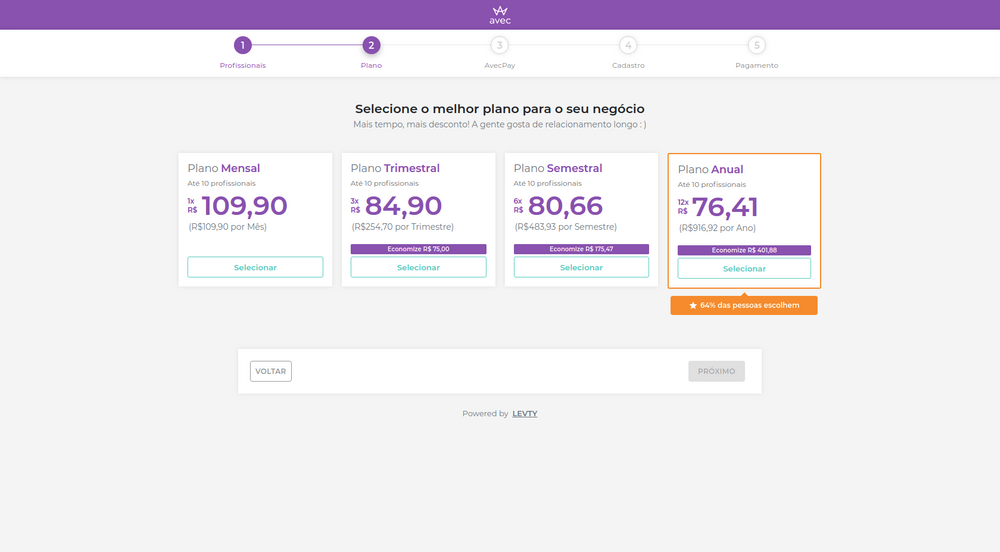 avec
1
2
3
4
5
Profissionais
Plano
AvecPay
Cadastro
Pagamento
Selecione o melhor plano para o seu negócio
Mais tempo, mais desconto! A gente gosta de relacionamento longo : )
Plano Mensal
Até 10 profissionais
1x
R$ 109,90
(R$109,90 por Mês)
Selecionar
Plano Trimestral
Até 10 profissionais
3x
R$ 84,90
(R$254,70 por Trimestre)
Economize R$ 75,00
Selecionar
Plano Semestral
Até 10 profissionais
6x
R$ 80,66
(R$483,93 por Semestre)
Economize R$ 175,47
Selecionar
Plano Anual
Até 10 profissionais
12x
R$ 76,41
(R$916,92 por Ano)
Economize R$ 401,88
Selecionar
★ 64% das pessoas escolhem
VOLTAR
PRÓXIMO
Powered by LEVTY